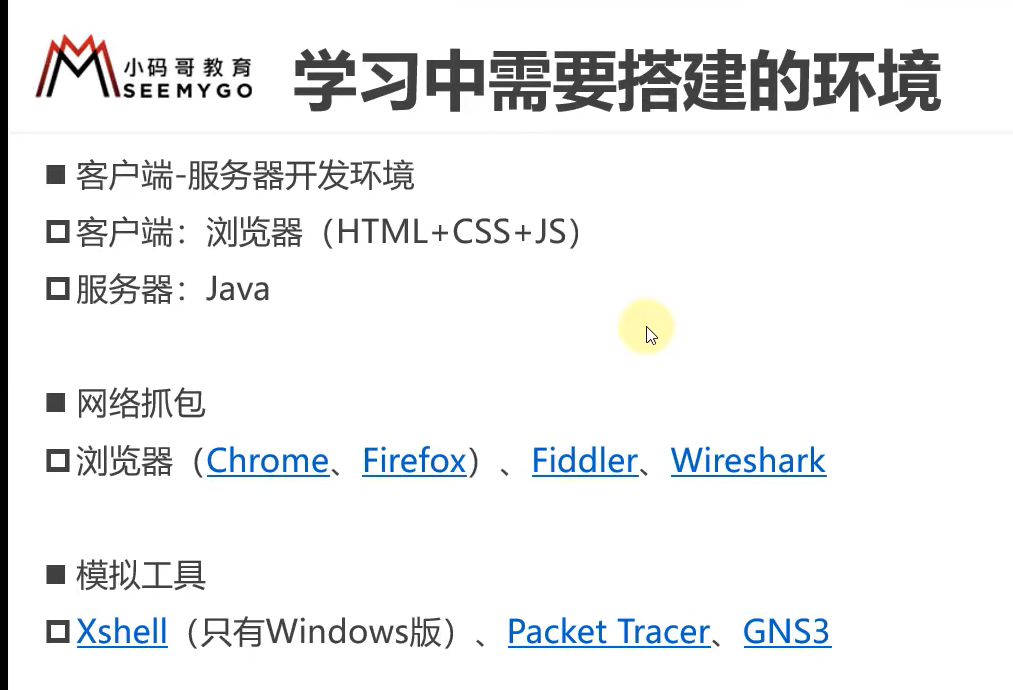 小码哥教育
SEEMYGO
学习中需要搭建的环境
客户端-服务器开发环境
客户端：浏览器（HTML+CSS+JS）
服务器：Java
网络抓包
浏览器（Chrome、Firefox）、Fiddler、Wireshark
模拟工具
Xshell（只有Windows版）、Packet Tracer、GNS3